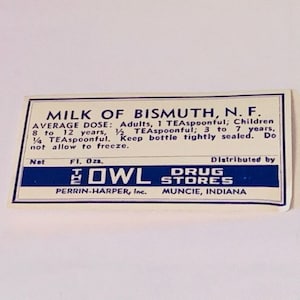 MILK OF BISMUTH, N. F.
AVERAGE DOSE: Adults, 1 TEAspoonful; Children
8 to 12 years, ½ TEAspoonful; 3 to 7 years,
¼ TEAspoonful. Keep bottle tightly sealed. Do
not allow to freeze.
Net Fl. Ozs. Distributed by
THE OWL DRUG STORES
PERRIN-HARPER, Inc. MUNCIE, INDIANA